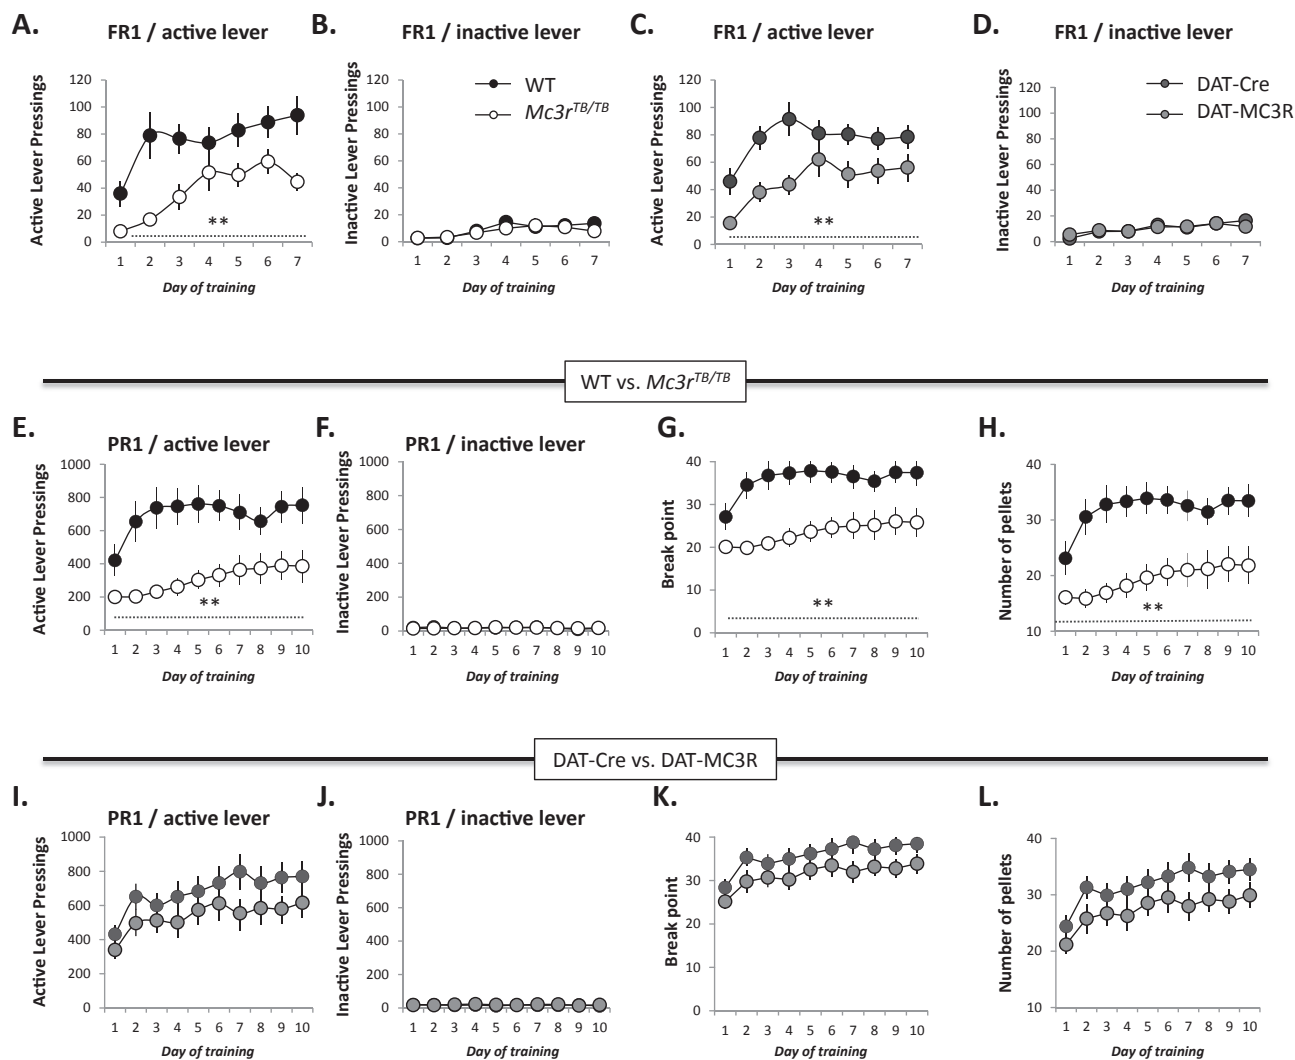 A.
FR1 / active lever
Active Lever Pressings
120
100
80
60
40
20
0
**
1 2 3 4 5 6 7
Day of training
B.
FR1 / inactive lever
Inactive Lever Pressings
120
100
80
60
40
20
0
WT
Mc3r^TB/TB
1 2 3 4 5 6 7
Day of training
C.
FR1 / active lever
Active Lever Pressings
120
100
80
60
40
20
0
**
1 2 3 4 5 6 7
Day of training
D.
FR1 / inactive lever
Inactive Lever Pressings
120
100
80
60
40
20
0
DAT-Cre
DAT-MC3R
1 2 3 4 5 6 7
Day of training
WT vs. Mc3r^TB/TB
E.
PR1 / active lever
Active Lever Pressings
1000
800
600
400
200
0
**
1 2 3 4 5 6 7 8 9 10
Day of training
F.
PR1 / inactive lever
Inactive Lever Pressings
1000
800
600
400
200
0
1 2 3 4 5 6 7 8 9 10
Day of training
G.
Break point
40
30
20
10
0
**
1 2 3 4 5 6 7 8 9 10
Day of training
H.
Number of pellets
40
30
20
10
**
1 2 3 4 5 6 7 8 9 10
Day of training
DAT-Cre vs. DAT-MC3R
I.
PR1 / active lever
Active Lever Pressings
1000
800
600
400
200
0
1 2 3 4 5 6 7 8 9 10
Day of training
J.
PR1 / inactive lever
Inactive Lever Pressings
1000
800
600
400
200
0
1 2 3 4 5 6 7 8 9 10
Day of training
K.
Break point
40
30
20
10
0
1 2 3 4 5 6 7 8 9 10
Day of training
L.
Number of pellets
40
30
20
10
1 2 3 4 5 6 7 8 9 10
Day of training